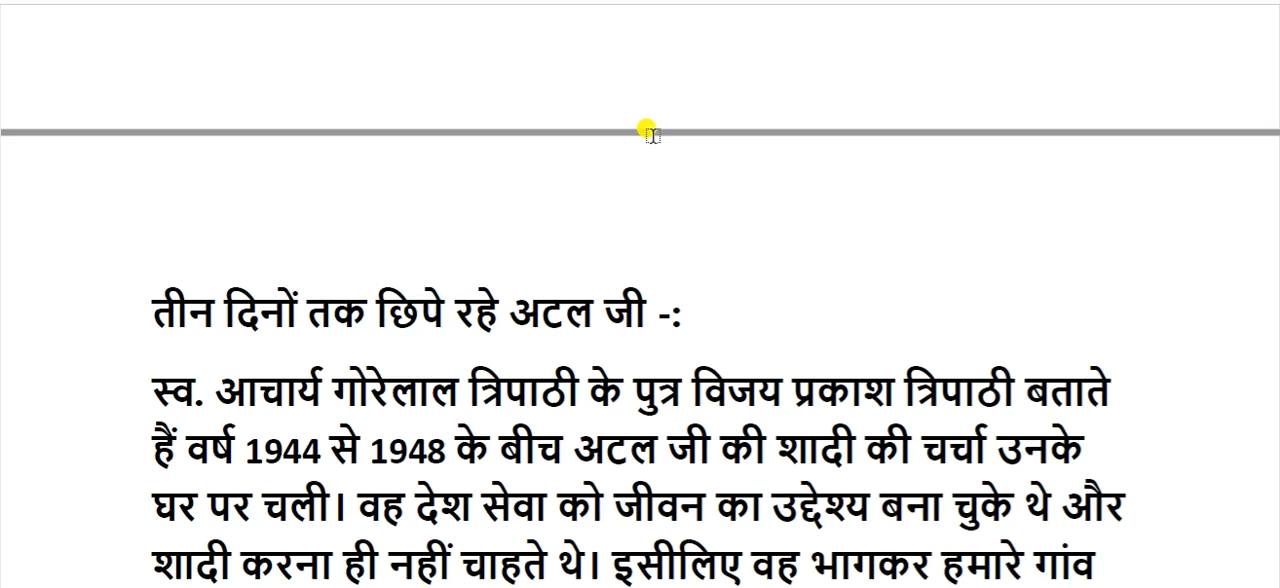 तीन दिनों तक छिपे रहे अटल जी -:
स्व. आचार्य गोरेलाल त्रिपाठी के पुत्र विजय प्रकाश त्रिपाठी बताते
हैं वर्ष 1944 से 1948 के बीच अटल जी की शादी की चर्चा उनके
घर पर चली। वह देश सेवा को जीवन का उद्देश्य बना चुके थे और
शादी करना ही नहीं चाहते थे। इसीलिए वह भागकर हमारे गांव